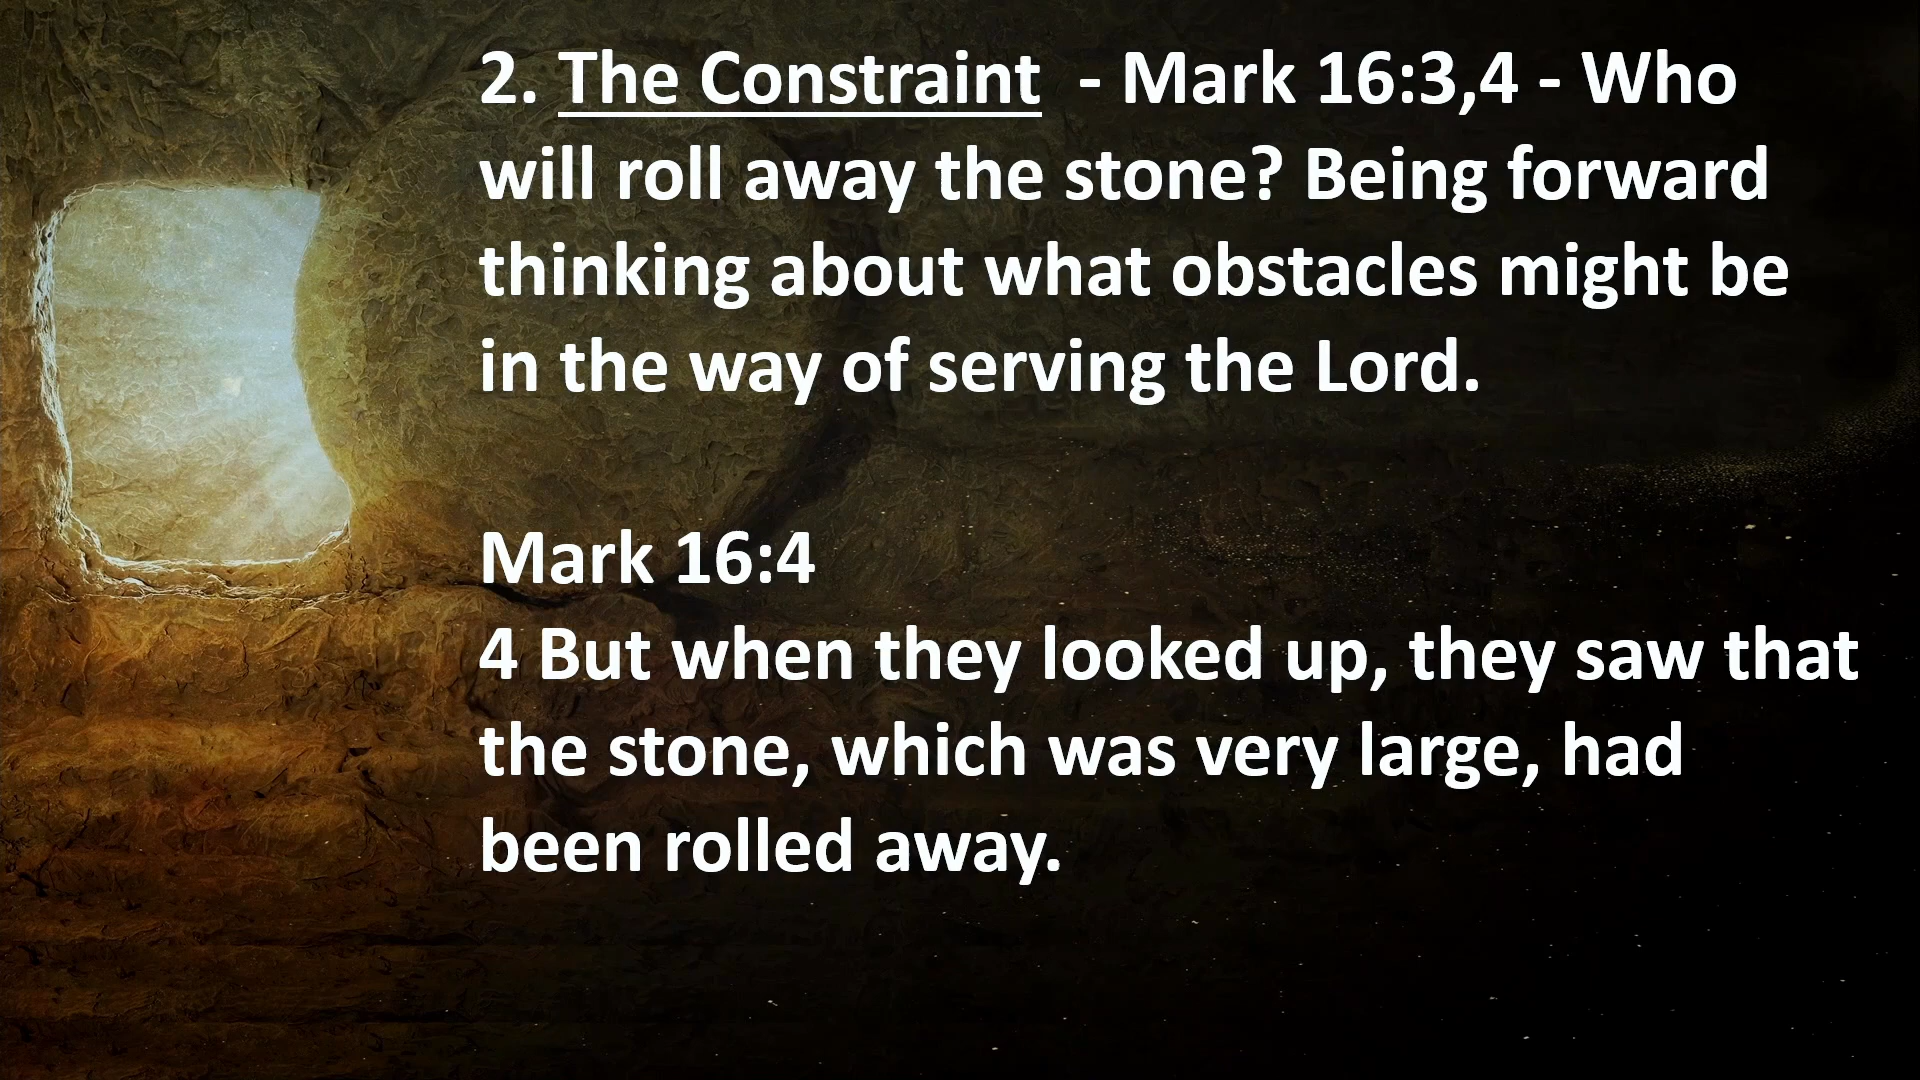 2. The Constraint  - Mark 16:3,4 - Who
will roll away the stone? Being forward
thinking about what obstacles might be
in the way of serving the Lord.
Mark 16:4
4 But when they looked up, they saw that
the stone, which was very large, had
been rolled away.